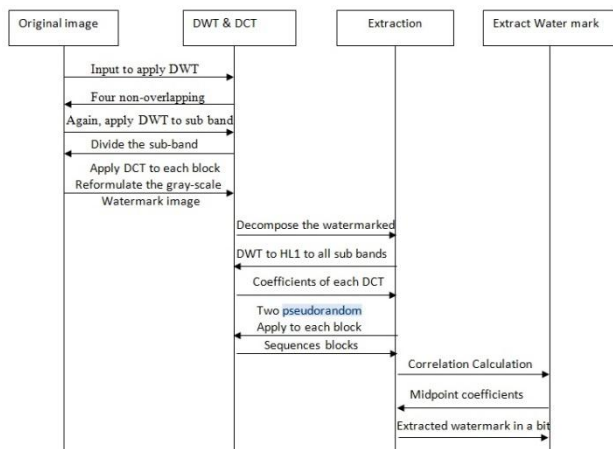 Original image
DWT & DCT
Extraction
Extract Water mark
Input to apply DWT
Four non-overlapping
Again, apply DWT to sub band
Divide the sub-band
Apply DCT to each block
Reformulate the gray-scale
Watermark image
Decompose the watermarked
DWT to HL1 to all sub bands
Coefficients of each DCT
Two pseudorandom
Apply to each block
Sequences blocks
Correlation Calculation
Midpoint coefficients
Extracted watermark in a bit